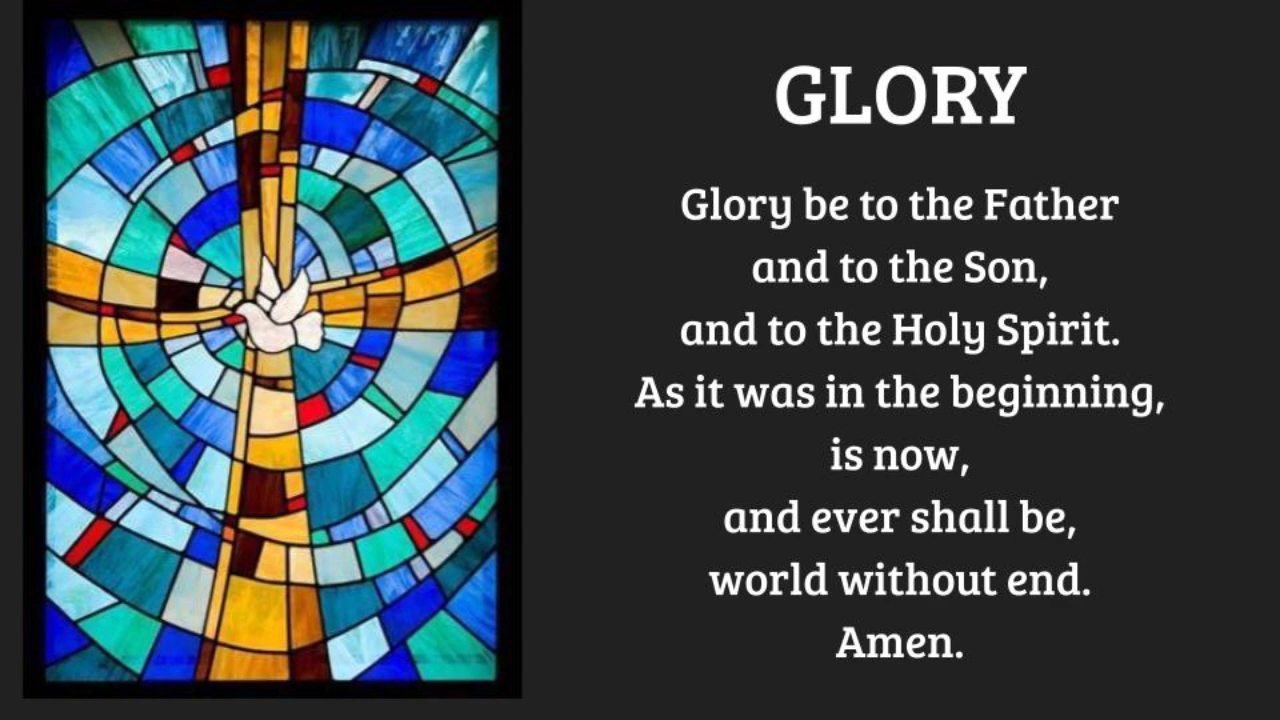 GLORY
Glory be to the Father
and to the Son,
and to the Holy Spirit.
As it was in the beginning,
is now,
and ever shall be,
world without end.
Amen.